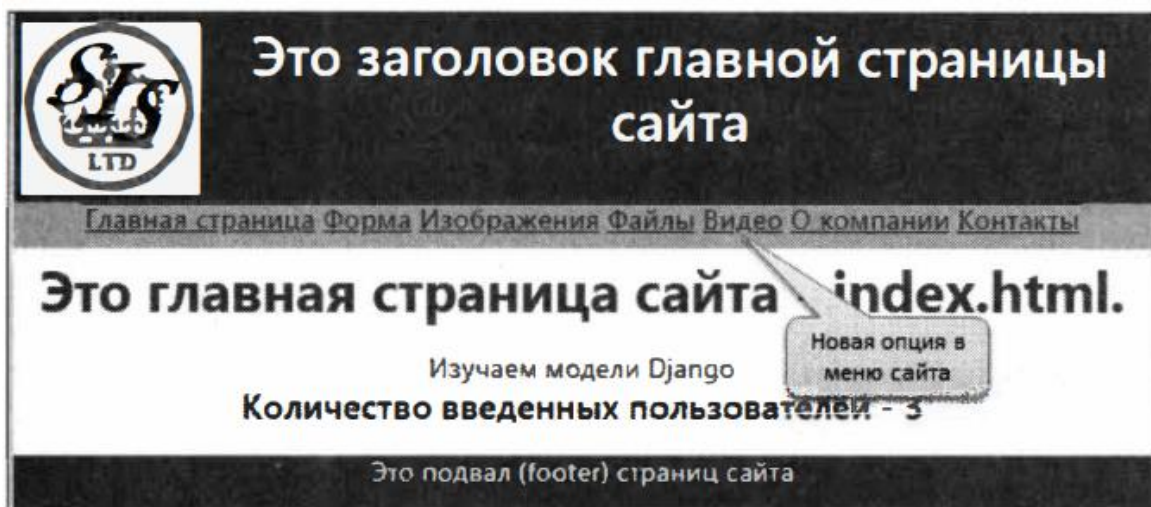 LTD
Это заголовок главной страницы
сайта
Главная страница Форма Изображения Файлы Видео О компании Контакты
Это главная страница сайта - index.html.
Новая опция в
меню сайта
Изучаем модели Django
Количество введенных пользователей - 3
Это подвал (footer) страниц сайта